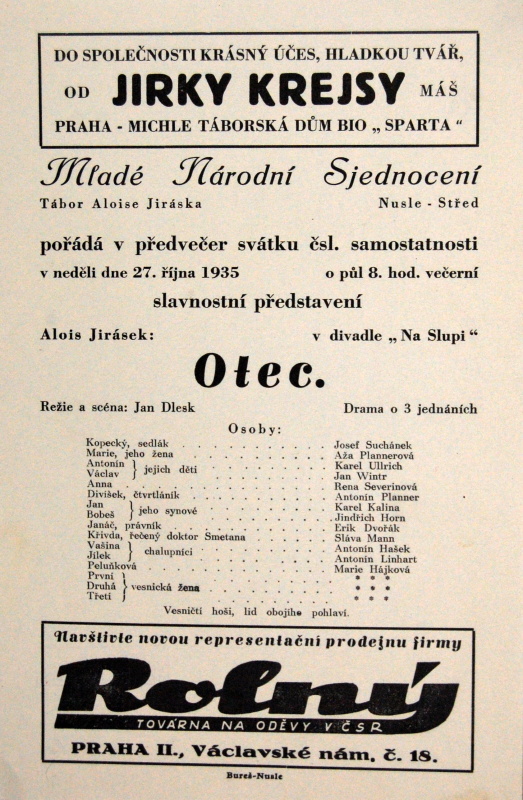 DO SPOLEČNOSTI KRÁSNÝ ÚČES, HLADKOU TVÁŘ,
OD JIRKY KREJSY MÁŠ
PRAHA - MICHLE TÁBORSKÁ DŮM BIO „ SPARTA "
Mladé Národní Sjednocení
Tábor Aloise Jiráska Nusle - Střed
pořádá v předvečer svátku čsl. samostatnosti
v neděli dne 27. října 1935 o půl 8. hod. večerní
slavnostní představení
Alois Jirásek: v divadle „ Na Slupi "
Otec.
Režie a scéna: Jan Dlesk Drama o 3 jednáních
Osoby:
Kopecký, sedlák . . . . . . . . . . Josef Suchánek
Marie, jeho žena . . . . . . . . . . Aža Plannerová
Antonín } jejich děti . . . . . . . . Karel Ullrich
Václav } Jan Wintr
Anna . . . . . . . . . . Rena Severinová
Divíšek, čtvrtláník . . . . . . . . . . Antonín Planner
Jan } jeho synové . . . . . . . . Karel Kalina
Bobeš } Jindřich Horn
Janáč, právník . . . . . . . . . . Erik Dvořák
Křivda, řečený doktor Smetana . . . . . . Sláva Mann
Vašina } chalupníci . . . . . . . . Antonín Hašek
Jílek } Antonín Linhart
Peluňková . . . . . . . . . . Marie Hájková
První } * * *
Druhá } vesnická žena . . . . . . . . * * *
Třetí } * * *
Vesničtí hoši, lid obojího pohlaví.
Navštivte novou representační prodejnu firmy
Rolný
TOVÁRNA NA ODĚVY V ČSR
PRAHA II., Václavské nám. č. 18.
Bureš-Nusle